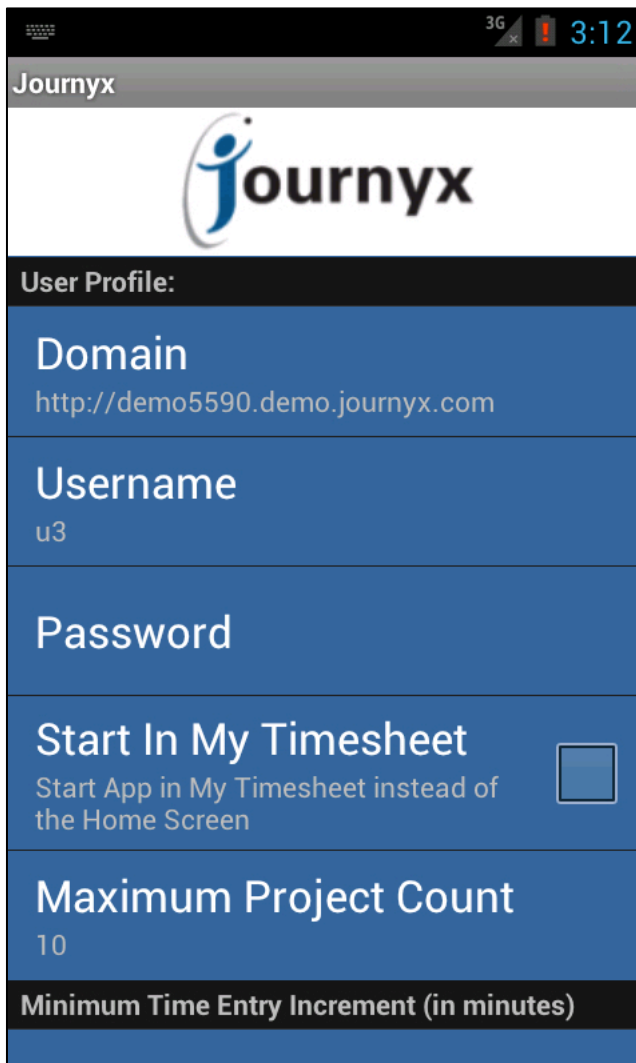 3G 3:12
Journyx
journyx
User Profile:
Domain
http://demo5590.demo.journyx.com
Username
u3
Password
Start In My Timesheet
Start App in My Timesheet instead of
the Home Screen
Maximum Project Count
10
Minimum Time Entry Increment (in minutes)